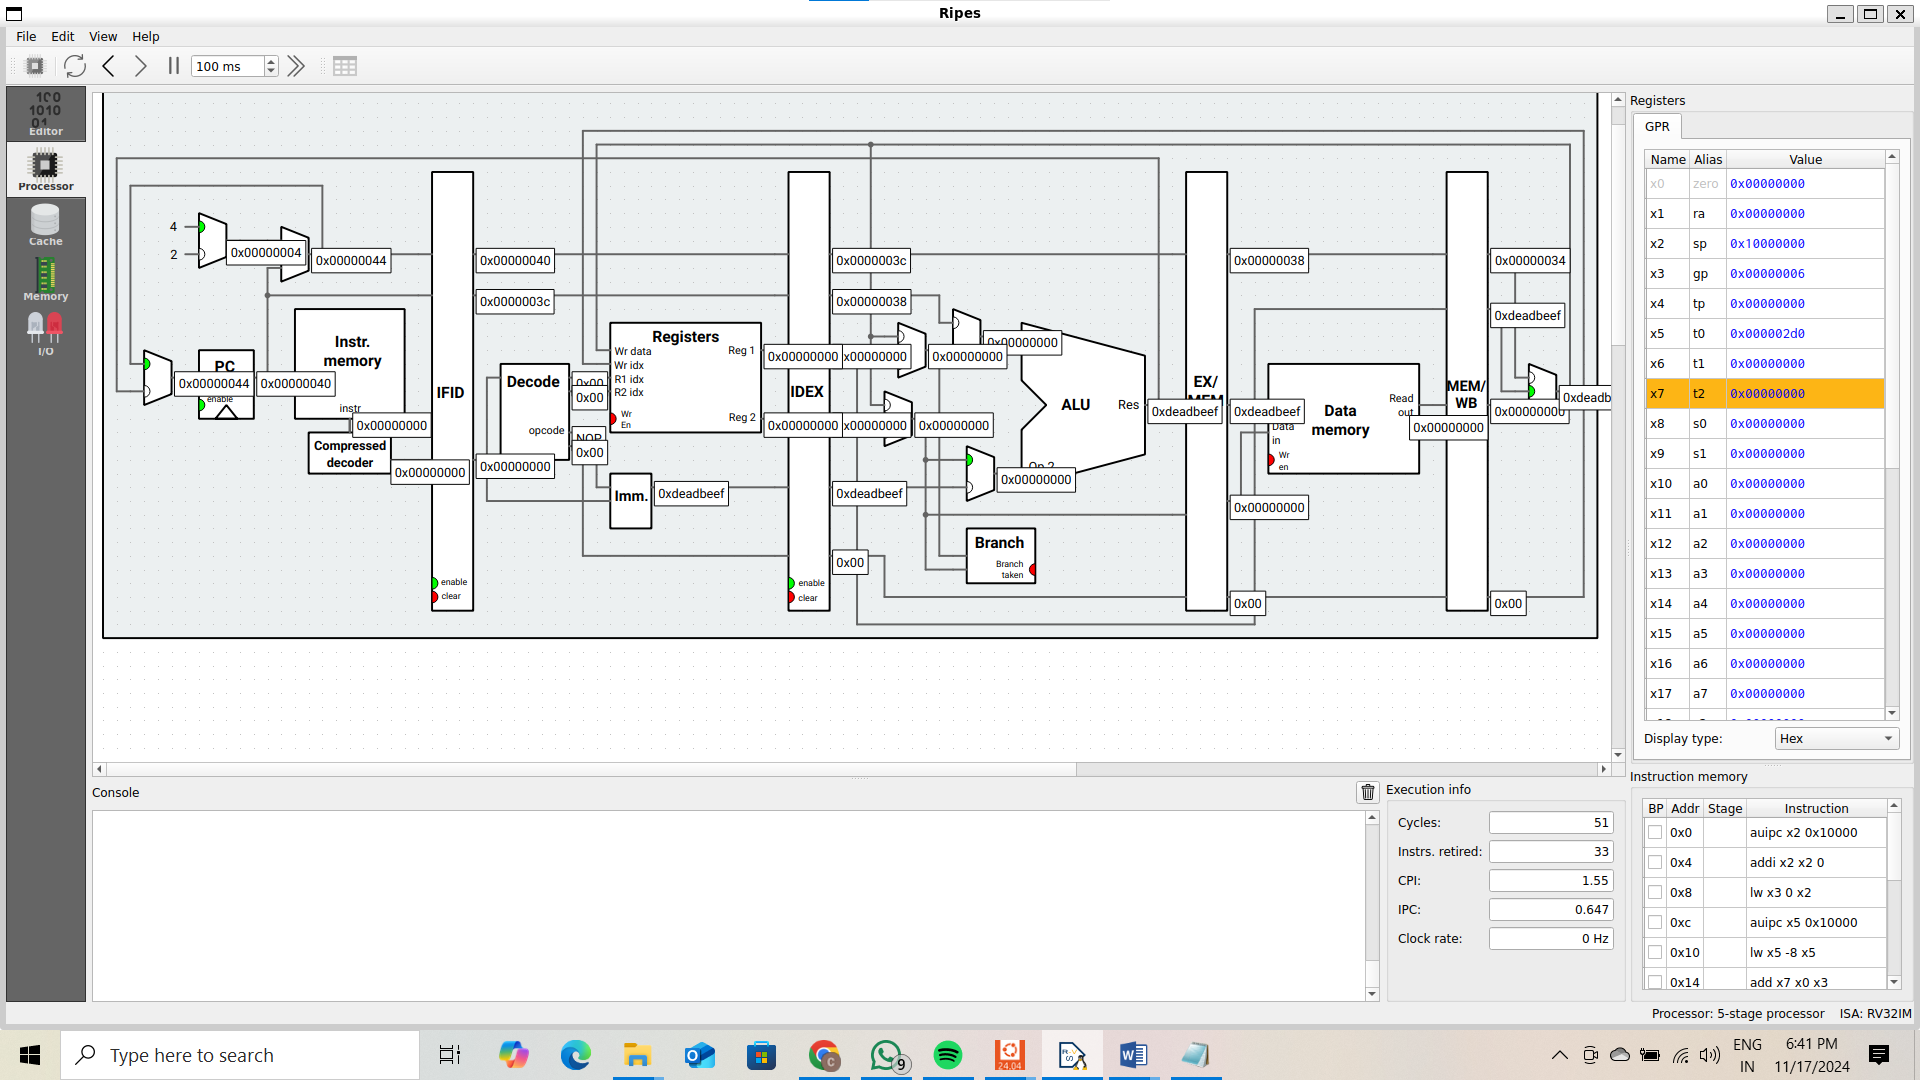 Ripes
File Edit View Help
100 ms
Editor
Processor
Cache
Memory
I/O
4
2
0x00000004
0x00000044
0x00000040
0x0000003c
0x0000003c
0x00000038
0x00000038
0x00000034
0xdeadbeef
Instr.
memory
instr
PC
enable
0x00000044
0x00000040
0x00000000
Compressed
decoder
0x00000000
IFID
enable
clear
0x00000000
Decode
opcode
0x00
0x00
NOP
0x00
Registers
Wr data
Wr idx
R1 idx
R2 idx
Wr
En
Reg 1
Reg 2
0x00000000
0x00000000
Imm.
0xdeadbeef
IDEX
enable
clear
x00000000
x00000000
0x00000000
0x00000000
0x00000000
0xdeadbeef
0x00
0x00000000
ALU
Res
Op 2
Branch
Branch
taken
0xdeadbeef
EX/
MEM
0xdeadbeef
0x00000000
0x00
Data
memory
Data
in
Wr
en
Read
out
0x00000000
MEM/
WB
0x00000000
0x00
0xdeadb
Registers
GPR
Name Alias Value
x0 zero 0x00000000
x1 ra 0x00000000
x2 sp 0x10000000
x3 gp 0x00000006
x4 tp 0x00000000
x5 t0 0x000002d0
x6 t1 0x00000000
x7 t2 0x00000000
x8 s0 0x00000000
x9 s1 0x00000000
x10 a0 0x00000000
x11 a1 0x00000000
x12 a2 0x00000000
x13 a3 0x00000000
x14 a4 0x00000000
x15 a5 0x00000000
x16 a6 0x00000000
x17 a7 0x00000000
Display type: Hex
Console
Execution info
Cycles: 51
Instrs. retired: 33
CPI: 1.55
IPC: 0.647
Clock rate: 0 Hz
Instruction memory
BP Addr Stage Instruction
0x0 auipc x2 0x10000
0x4 addi x2 x2 0
0x8 lw x3 0 x2
0xc auipc x5 0x10000
0x10 lw x5 -8 x5
0x14 add x7 x0 x3
Processor: 5-stage processor ISA: RV32IM
Type here to search
9
24.04
ENG
IN
6:41 PM
11/17/2024